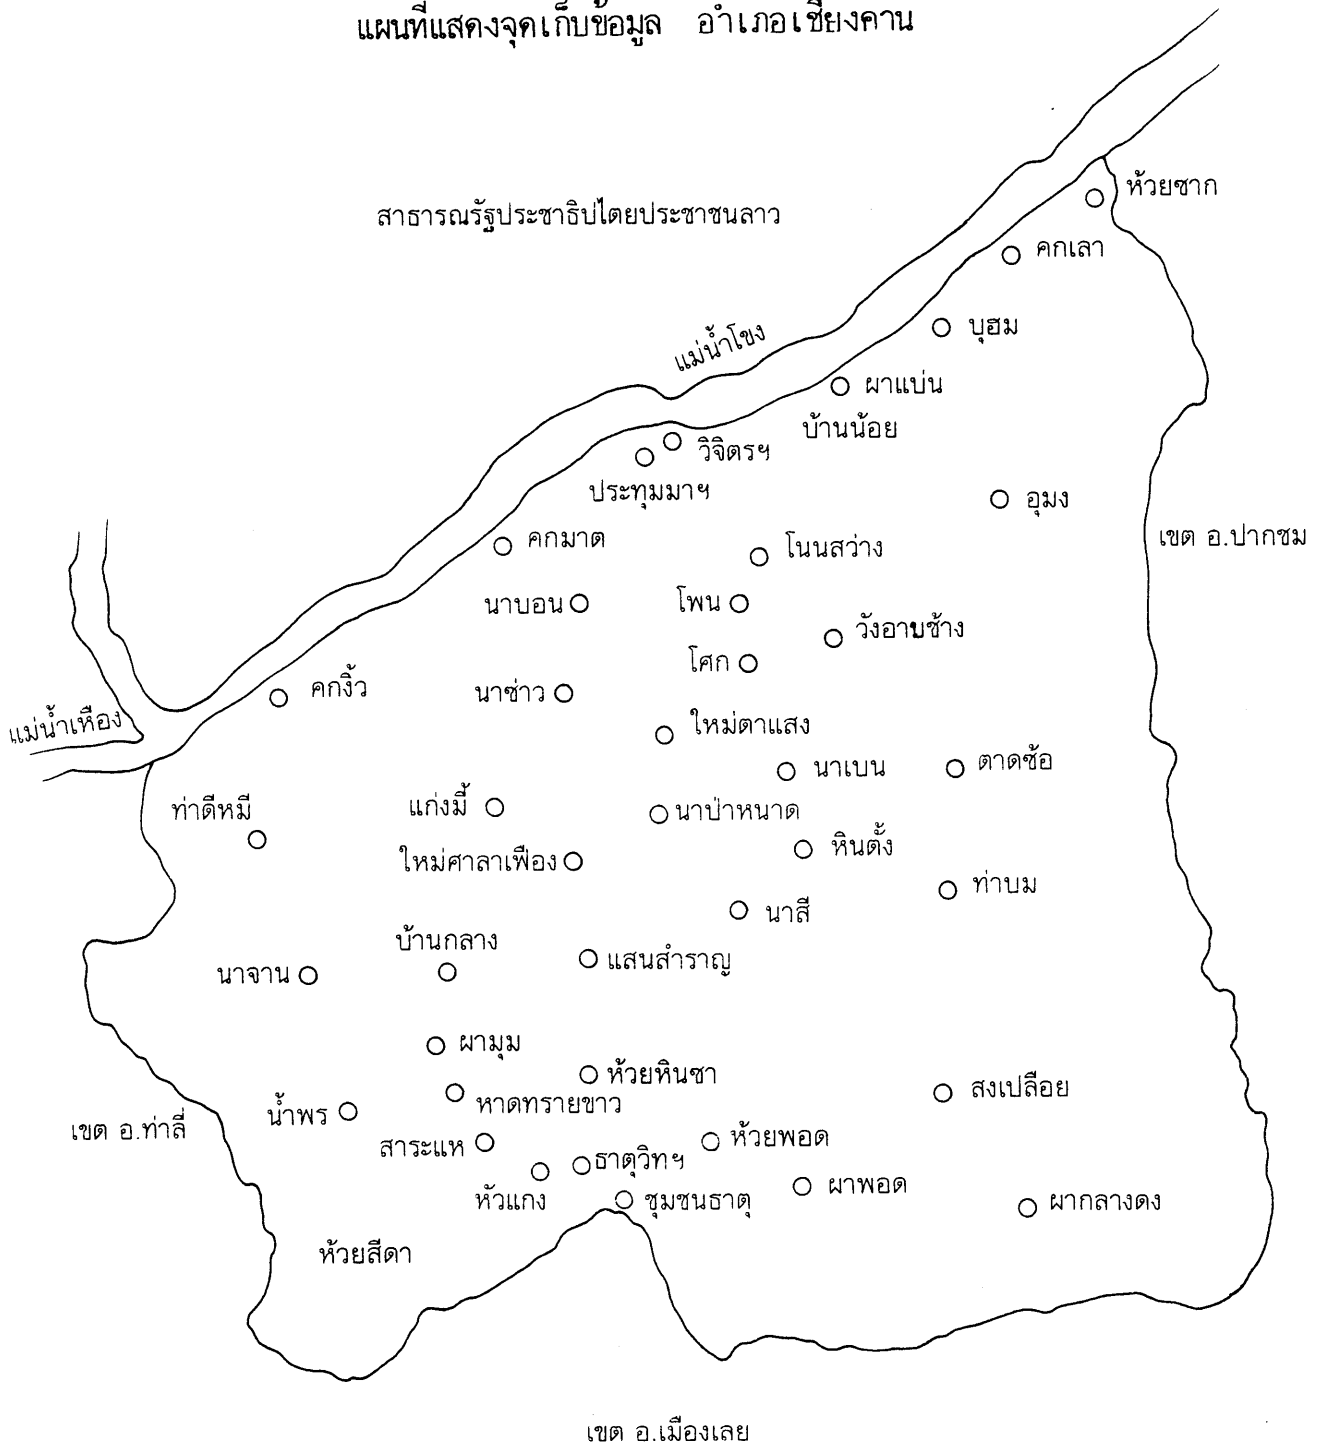 แผนที่แสดงจุดเก็บข้อมูล อำเภอเชียงคาน
ห้วยซาก
สาธารณรัฐประชาธิปไตยประชาชนลาว
คกเลา
บุฮม
แม่น้ำโขง
ผาแบ่น
บ้านน้อย
วิจิตรฯ
ประทุมมาฯ
อุมง
เขต อ.ปากชม
คกมาต
โนนสว่าง
นาบอน
โพน
วังอาบช้าง
โศก
คกงิ้ว
นาซ่าว
แม่น้ำเหือง
ใหม่ตาแสง
นาเบน
ตาดซ้อ
ท่าดีหมี
แก่งมี้
นาป่าหนาด
หินตั้ง
ใหม่ศาลาเฟือง
ท่าบม
นาสี
บ้านกลาง
แสนสำราญ
นาจาน
ผามุม
ห้วยหินซา
สงเปลือย
หาดทรายขาว
น้ำพร
เขต อ.ท่าลี่
สาระแห
ห้วยพอด
ธาตุวิทฯ
ผาพอด
หัวแกง
ชุมชนธาตุ
ผากลางดง
ห้วยสีดา
เขต อ.เมืองเลย